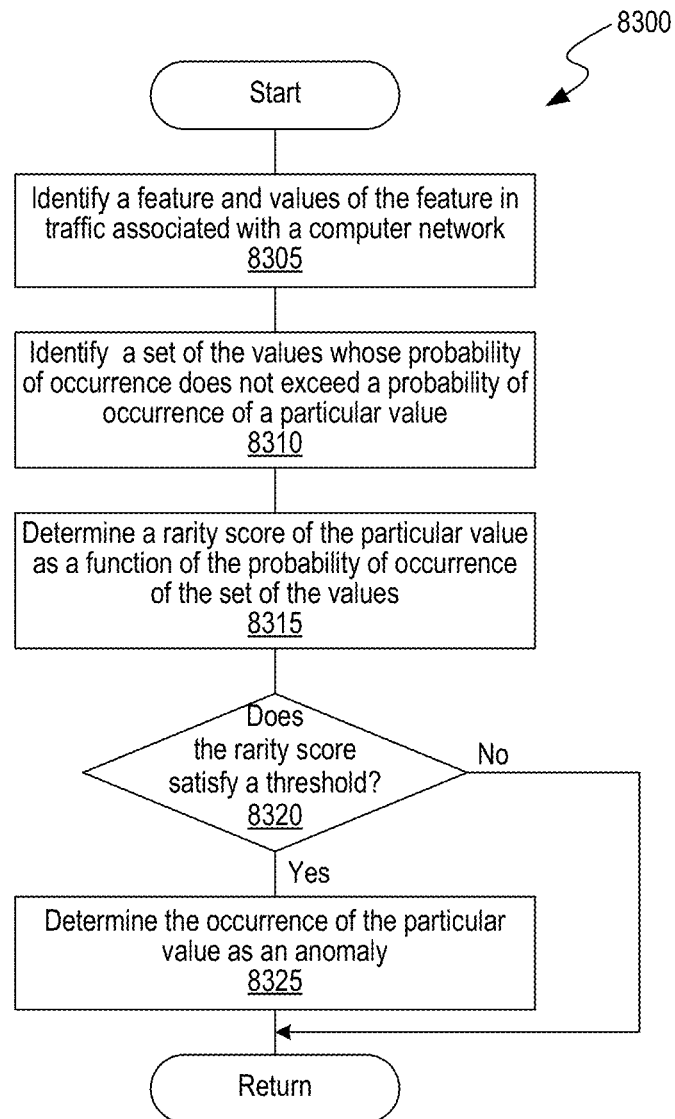 8300
Start
Identify a feature and values of the feature in
traffic associated with a computer network
8305
Identify a set of the values whose probability
of occurrence does not exceed a probability of
occurrence of a particular value
8310
Determine a rarity score of the particular value
as a function of the probability of occurrence
of the set of the values
8315
Does
the rarity score
satisfy a threshold?
8320
No
Yes
Determine the occurrence of the particular
value as an anomaly
8325
Return